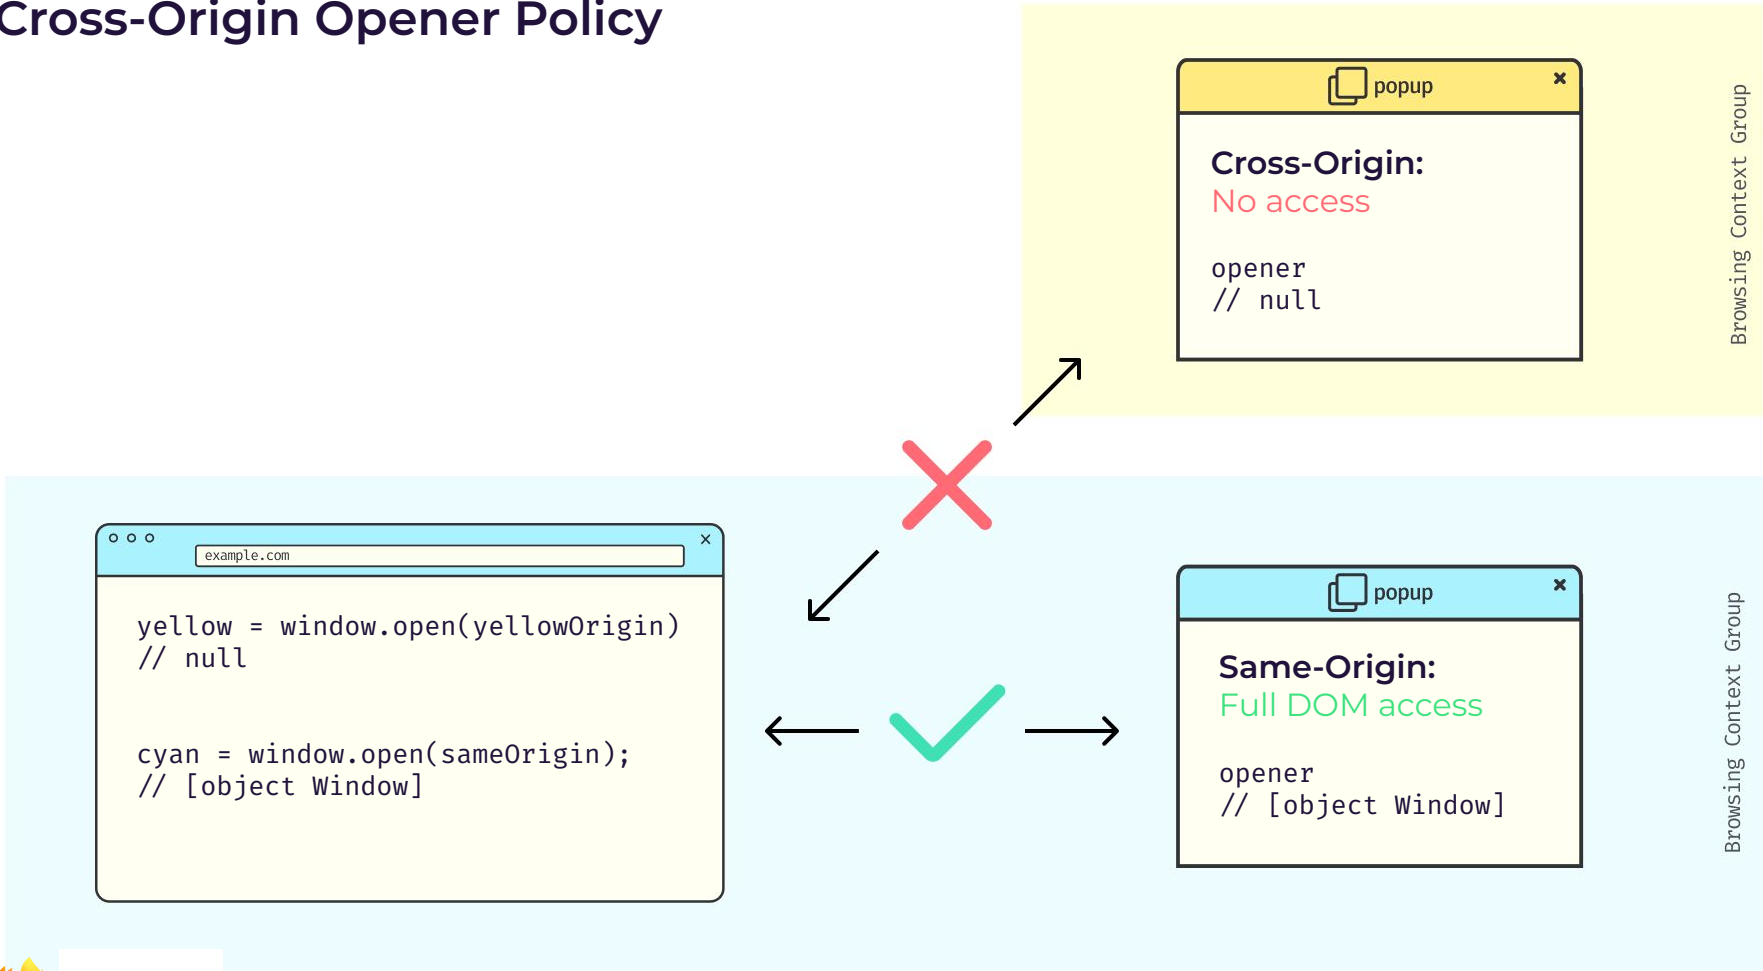 Cross-Origin Opener Policy
popup
Cross-Origin:
No access
opener
// null
Browsing Context Group
example.com
yellow = window.open(yellowOrigin)
// null
cyan = window.open(sameOrigin);
// [object Window]
popup
Same-Origin:
Full DOM access
opener
// [object Window]
Browsing Context Group